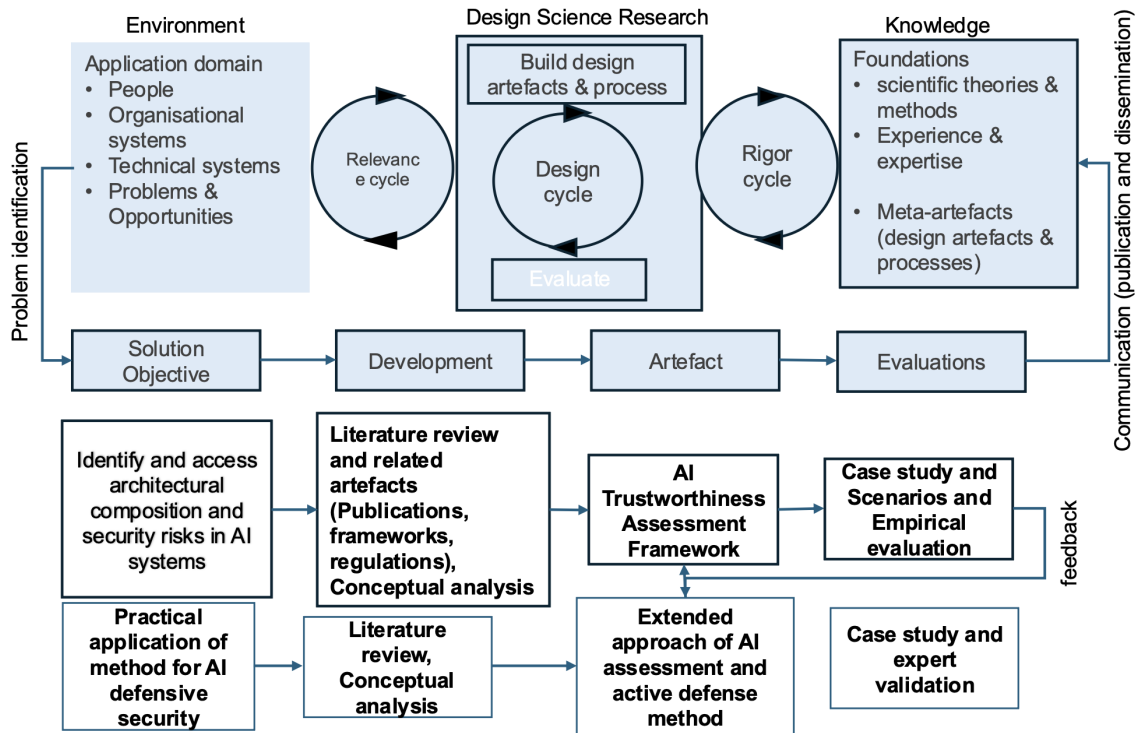 Environment
Design Science Research
Knowledge
Application domain
• People
• Organisational
systems
• Technical systems
• Problems &
Opportunities
Relevanc
e cycle
Build design
artefacts & process
Design
cycle
Evaluate
Rigor
cycle
Foundations
• scientific theories &
methods
• Experience &
expertise
• Meta-artefacts
(design artefacts &
processes)
Problem identification
Communication (publication and dissemination)
Solution
Objective
Development
Artefact
Evaluations
Identify and access
architectural
composition and
security risks in AI
systems
Literature review
and related
artefacts
(Publications,
frameworks,
regulations),
Conceptual analysis
AI
Trustworthiness
Assessment
Framework
Case study and
Scenarios and
Empirical
evaluation
feedback
Practical
application of
method for AI
defensive
security
Literature
review,
Conceptual
analysis
Extended
approach of AI
assessment and
active defense
method
Case study and
expert
validation